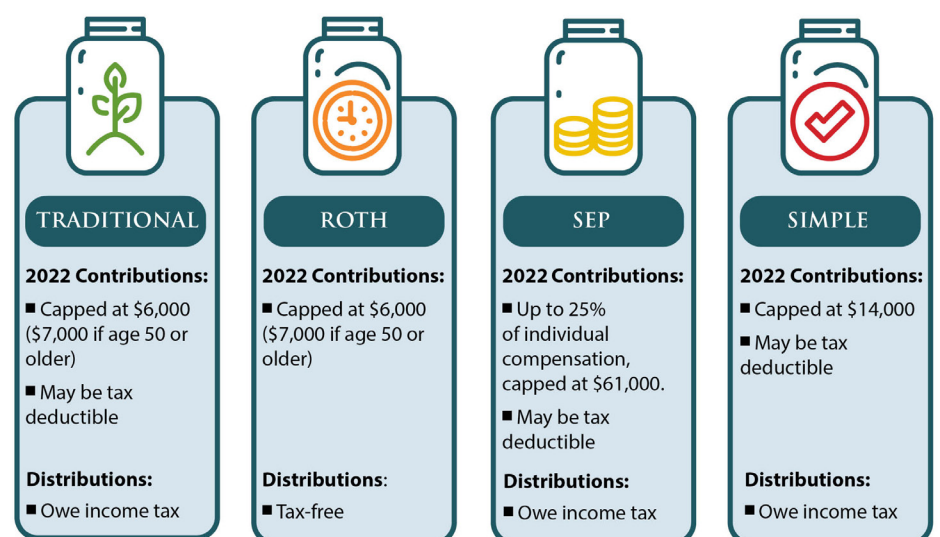 TRADITIONAL
2022 Contributions:
■ Capped at $6,000
($7,000 if age 50 or
older)
■ May be tax
deductible
Distributions:
■ Owe income tax
ROTH
2022 Contributions:
■ Capped at $6,000
($7,000 if age 50 or
older)
Distributions:
■ Tax-free
SEP
2022 Contributions:
■ Up to 25%
of individual
compensation,
capped at $61,000.
■ May be tax
deductible
Distributions:
■ Owe income tax
SIMPLE
2022 Contributions:
■ Capped at $14,000
■ May be tax
deductible
Distributions:
■ Owe income tax